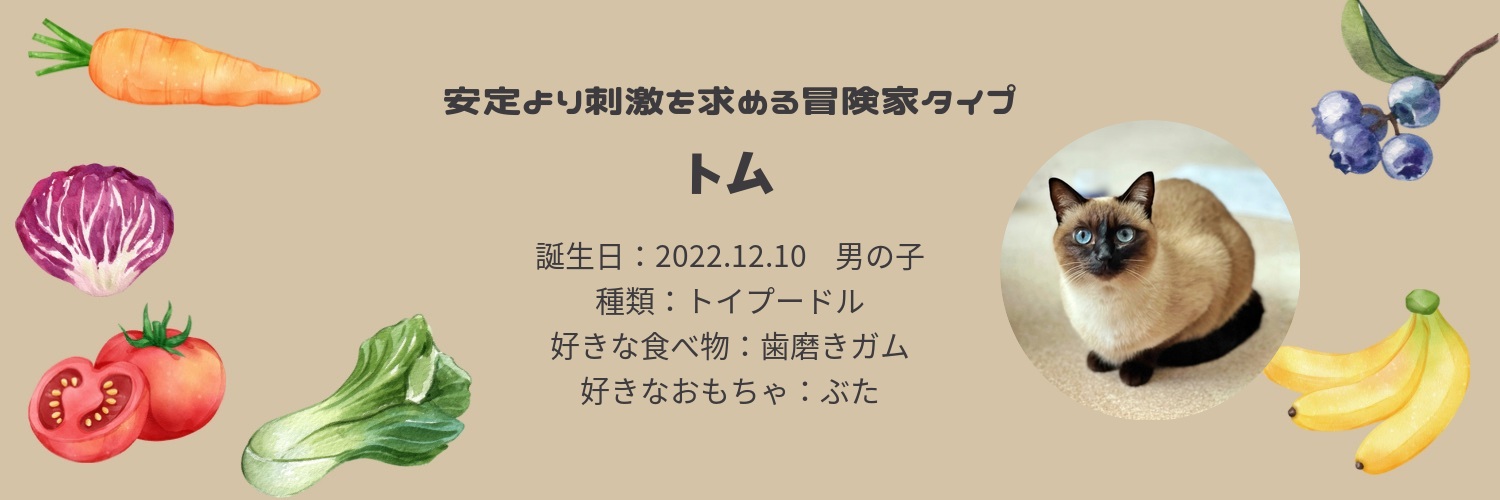 安定より刺激を求める冒険家タイプ
トム
誕生日：2022.12.10　男の子
種類：トイプードル
好きな食べ物：歯磨きガム
好きなおもちゃ：ぶた